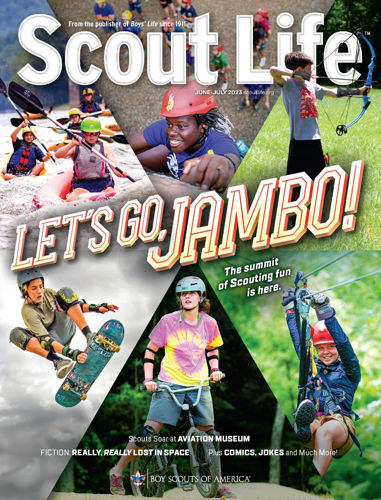 From the publisher of Boys' Life since 1911
Scout Life™
JUNE-JULY 2023 scoutlife.org
LET'S GO, JAMBO!
The summit
of Scouting fun
is here.
Scouts Soar at AVIATION MUSEUM
FICTION: REALLY, REALLY LOST IN SPACE Plus COMICS, JOKES and Much More!
BOY SCOUTS OF AMERICA®